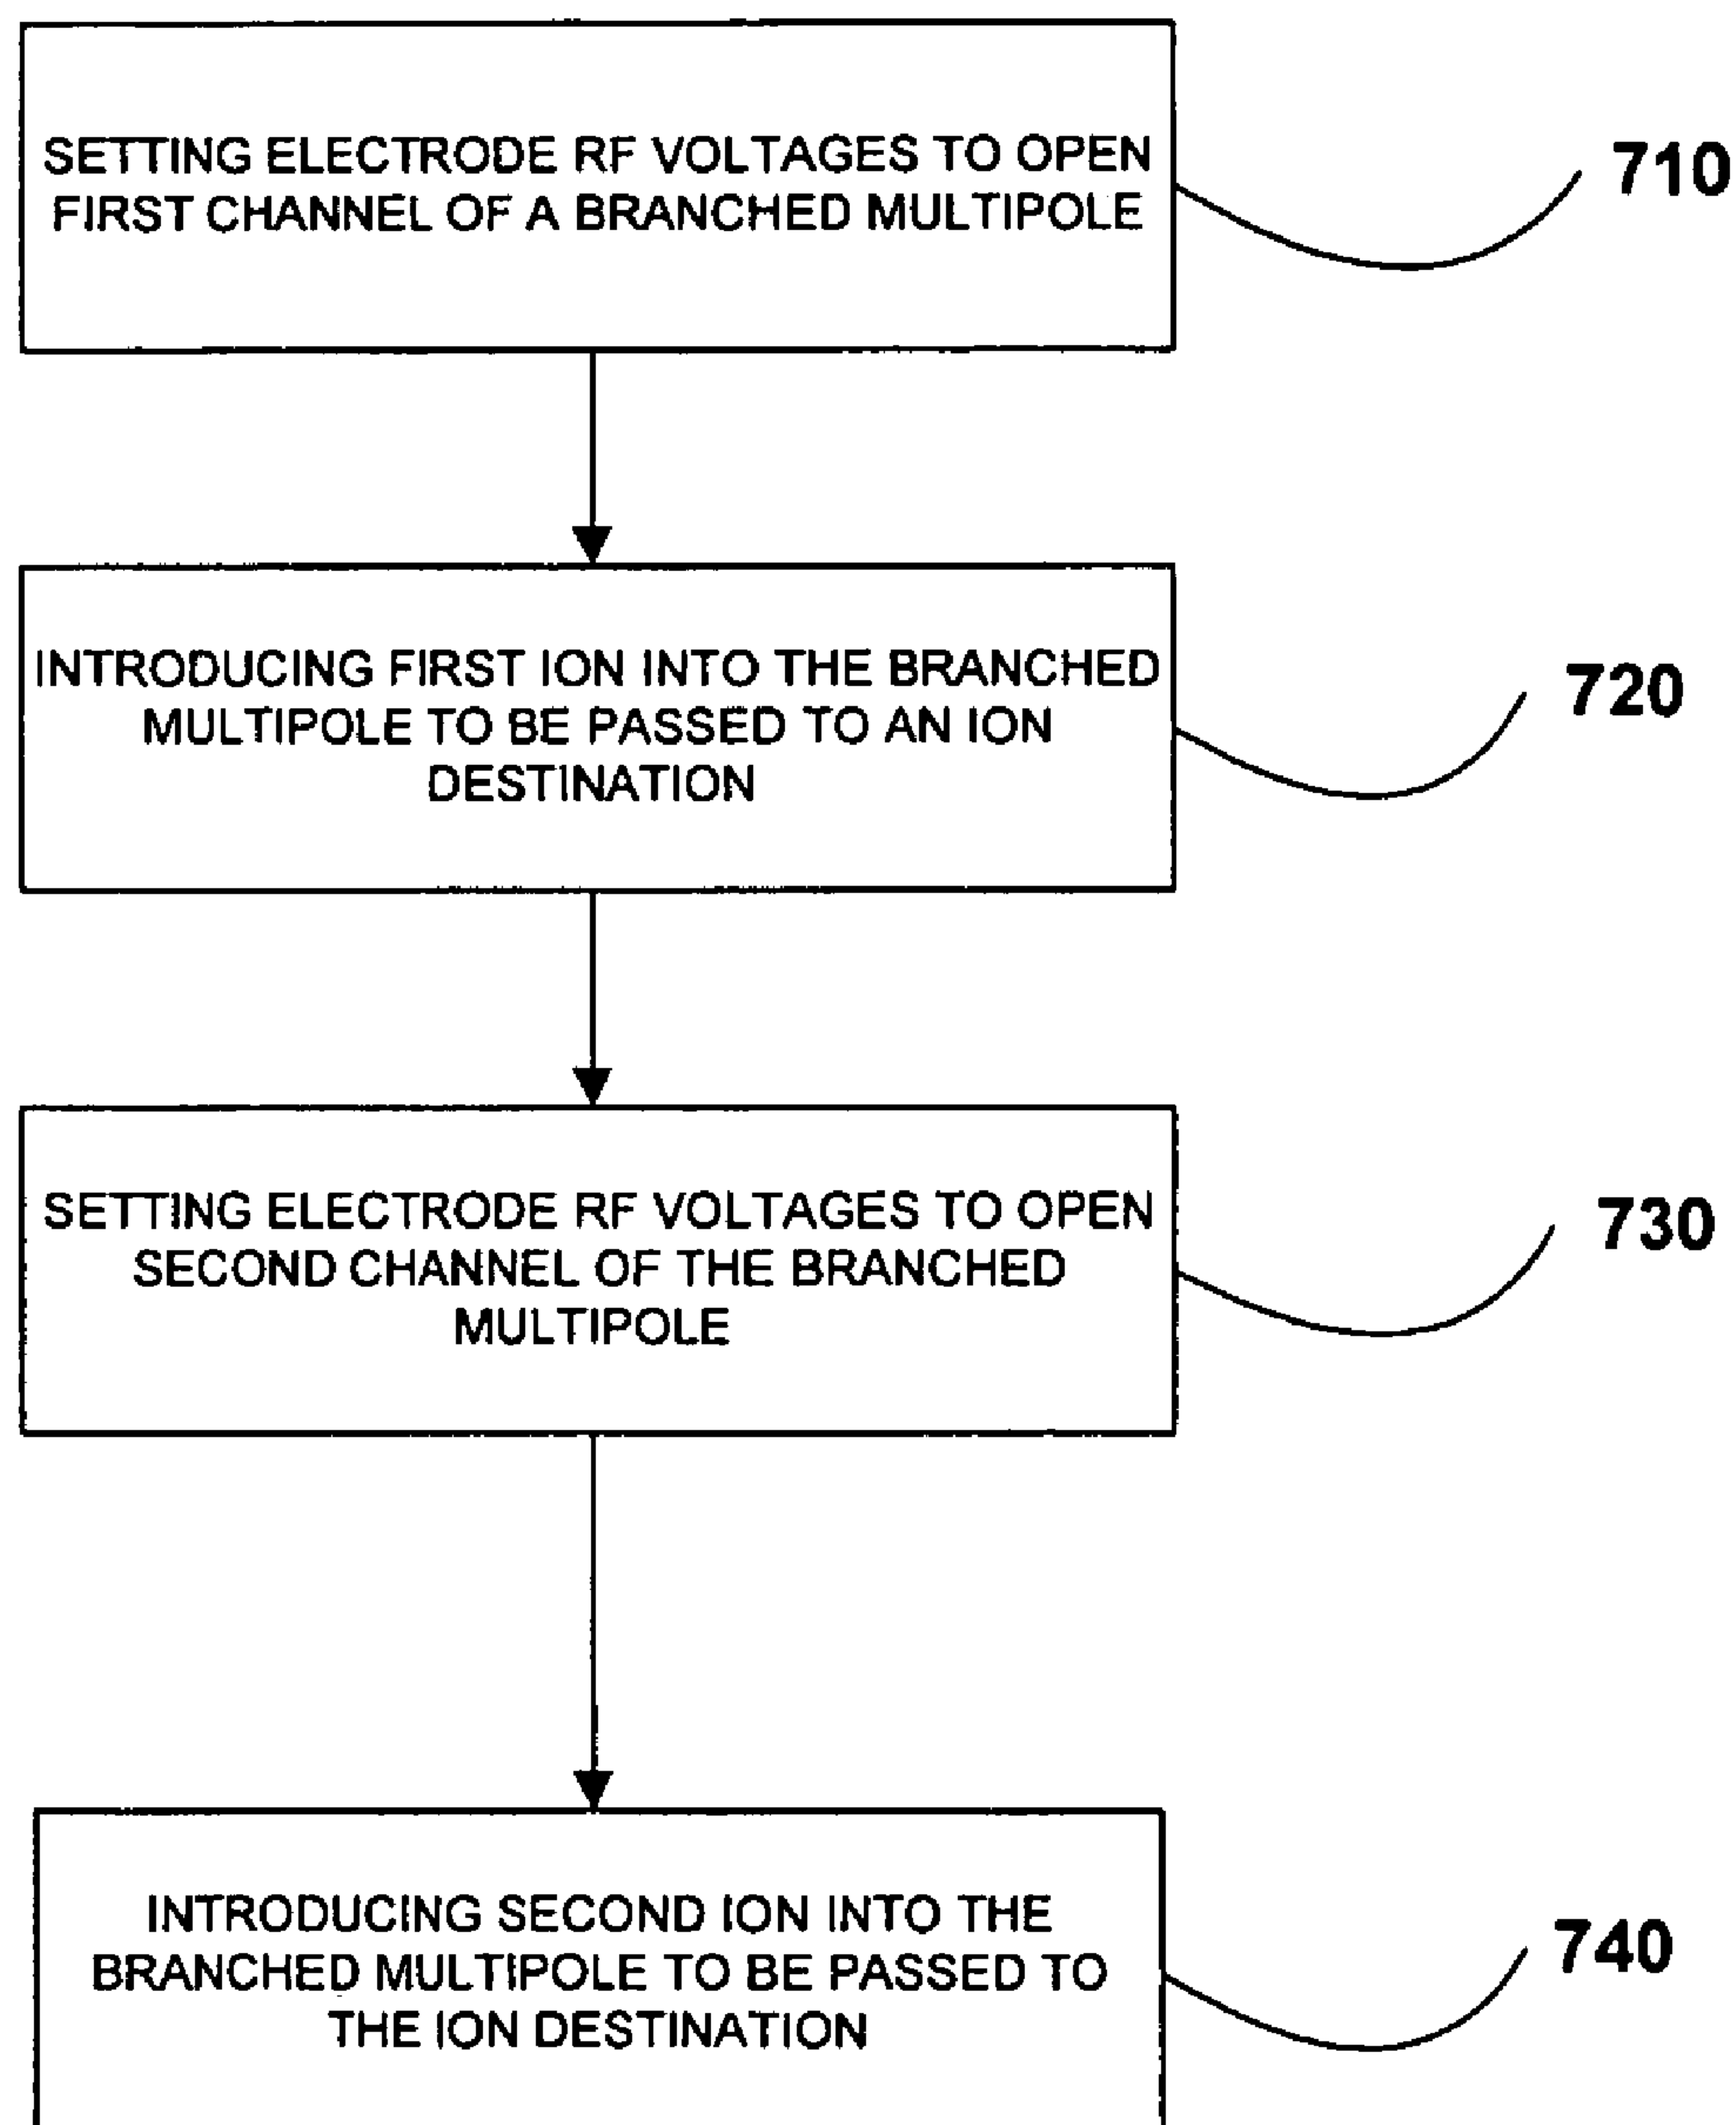 SETTING ELECTRODE RF VOLTAGES TO OPEN
FIRST CHANNEL OF A BRANCHED MULTIPOLE
710
INTRODUCING FIRST ION INTO THE BRANCHED
MULTIPOLE TO BE PASSED TO AN ION
DESTINATION
720
SETTING ELECTRODE RF VOLTAGES TO OPEN
SECOND CHANNEL OF THE BRANCHED
MULTIPOLE
730
INTRODUCING SECOND ION INTO THE
BRANCHED MULTIPOLE TO BE PASSED TO
THE ION DESTINATION
740